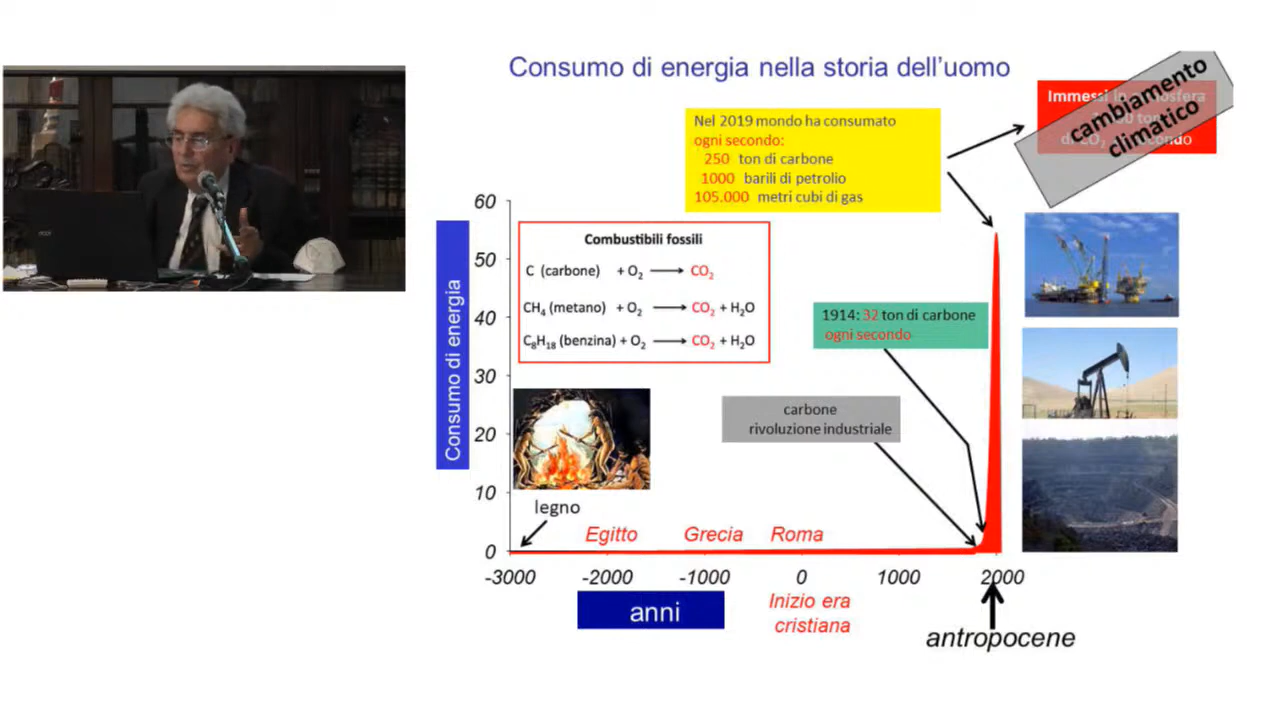 Consumo di energia nella storia dell'uomo
Nel 2019 mondo ha consumato
ogni secondo:
250 ton di carbone
1000 barili di petrolio
105.000 metri cubi di gas
Immessi in
di CO2
cambiamento
climatico
Consumo di energia
60
50
40
30
20
10
0
Combustibili fossili
C (carbone) + O2 → CO2
CH4 (metano) + O2 → CO2 + H2O
C8H18 (benzina) + O2 → CO2 + H2O
1914: 32 ton di carbone
ogni secondo
carbone
rivoluzione industriale
legno
Egitto Grecia Roma
-3000 -2000 -1000 0 1000 2000
anni
Inizio era
cristiana
antropocene